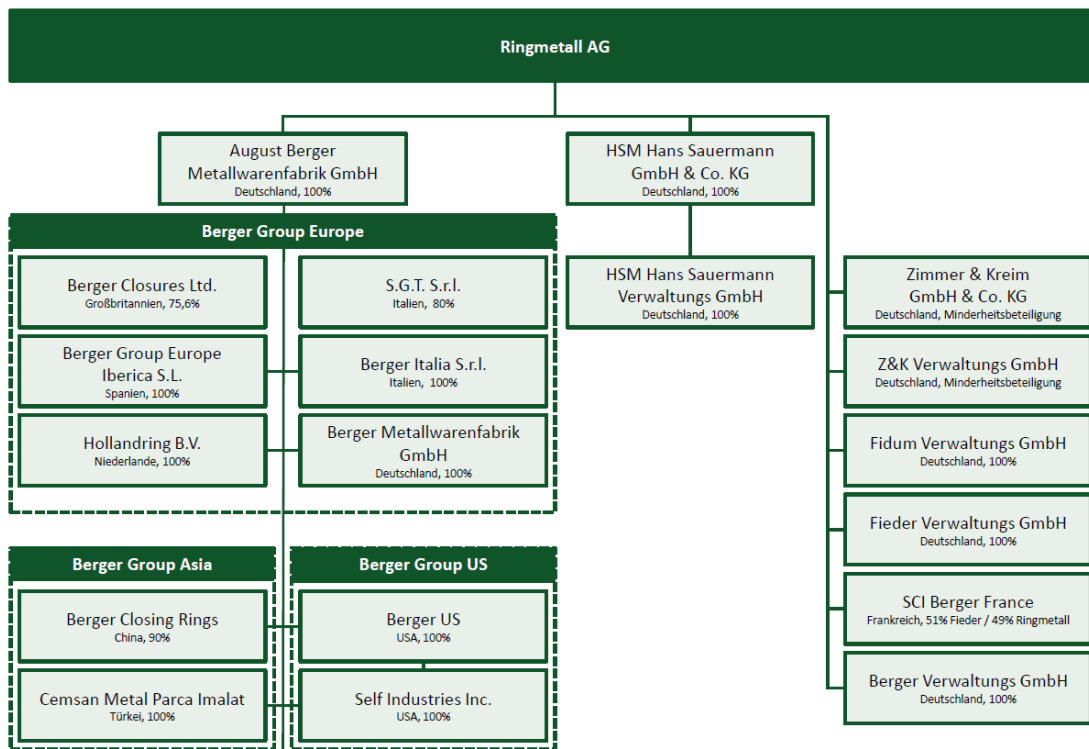 Ringmetall AG
August Berger
Metallwarenfabrik GmbH
Deutschland, 100%
HSM Hans Sauermann
GmbH & Co. KG
Deutschland, 100%
Berger Group Europe
Berger Closures Ltd.
Großbritannien, 75,6%
S.G.T. S.r.l.
Italien, 80%
HSM Hans Sauermann
Verwaltungs GmbH
Deutschland, 100%
Zimmer & Kreim
GmbH & Co. KG
Deutschland, Minderheitsbeteiligung
Berger Group Europe
Iberica S.L.
Spanien, 100%
Berger Italia S.r.l.
Italien, 100%
Z&K Verwaltungs GmbH
Deutschland, Minderheitsbeteiligung
Hollandring B.V.
Niederlande, 100%
Berger Metallwarenfabrik
GmbH
Deutschland, 100%
Fidum Verwaltungs GmbH
Deutschland, 100%
Fieder Verwaltungs GmbH
Deutschland, 100%
Berger Group Asia
Berger Group US
Berger Closing Rings
China, 90%
Berger US
USA, 100%
SCI Berger France
Frankreich, 51% Fieder / 49% Ringmetall
Cemsan Metal Parca Imalat
Türkei, 100%
Self Industries Inc.
USA, 100%
Berger Verwaltungs GmbH
Deutschland, 100%